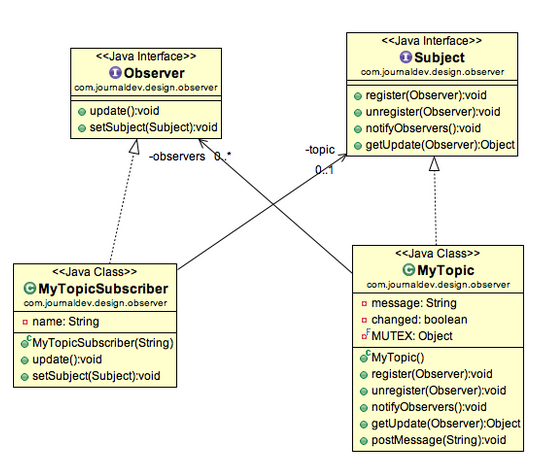 <<Java Interface>>
Observer
com.journaldev.design.observer
update():void
setSubject(Subject):void
<<Java Interface>>
Subject
com.journaldev.design.observer
register(Observer):void
unregister(Observer):void
notifyObservers():void
getUpdate(Observer):Object
-observers 0..*
-topic
0..1
<<Java Class>>
MyTopicSubscriber
com.journaldev.design.observer
name: String
MyTopicSubscriber(String)
update():void
setSubject(Subject):void
<<Java Class>>
MyTopic
com.journaldev.design.observer
message: String
changed: boolean
MUTEX: Object
MyTopic()
register(Observer):void
unregister(Observer):void
notifyObservers():void
getUpdate(Observer):Object
postMessage(String):void